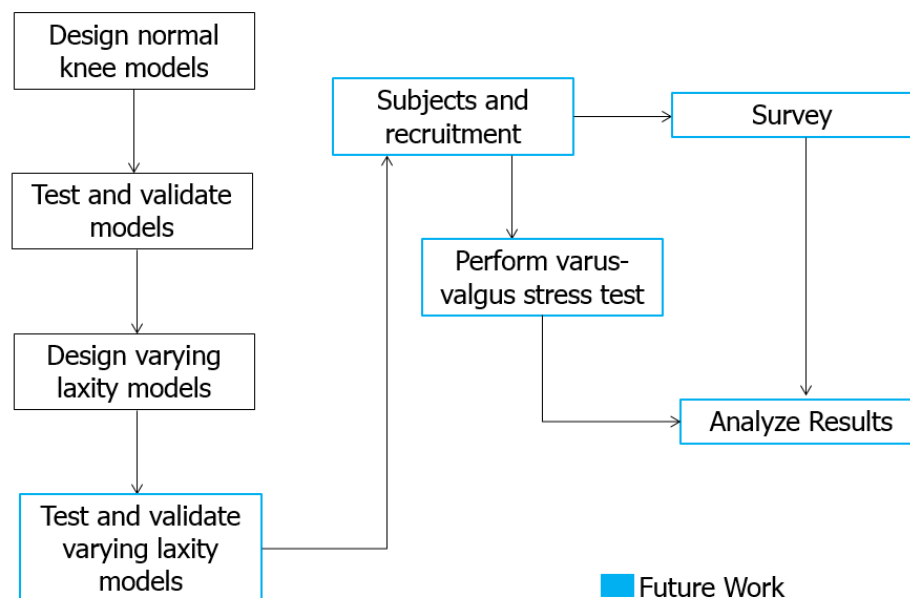 Design normal
knee models
Test and validate
models
Design varying
laxity models
Test and validate
varying laxity
models
Subjects and
recruitment
Survey
Perform varus-
valgus stress test
Analyze Results
Future Work